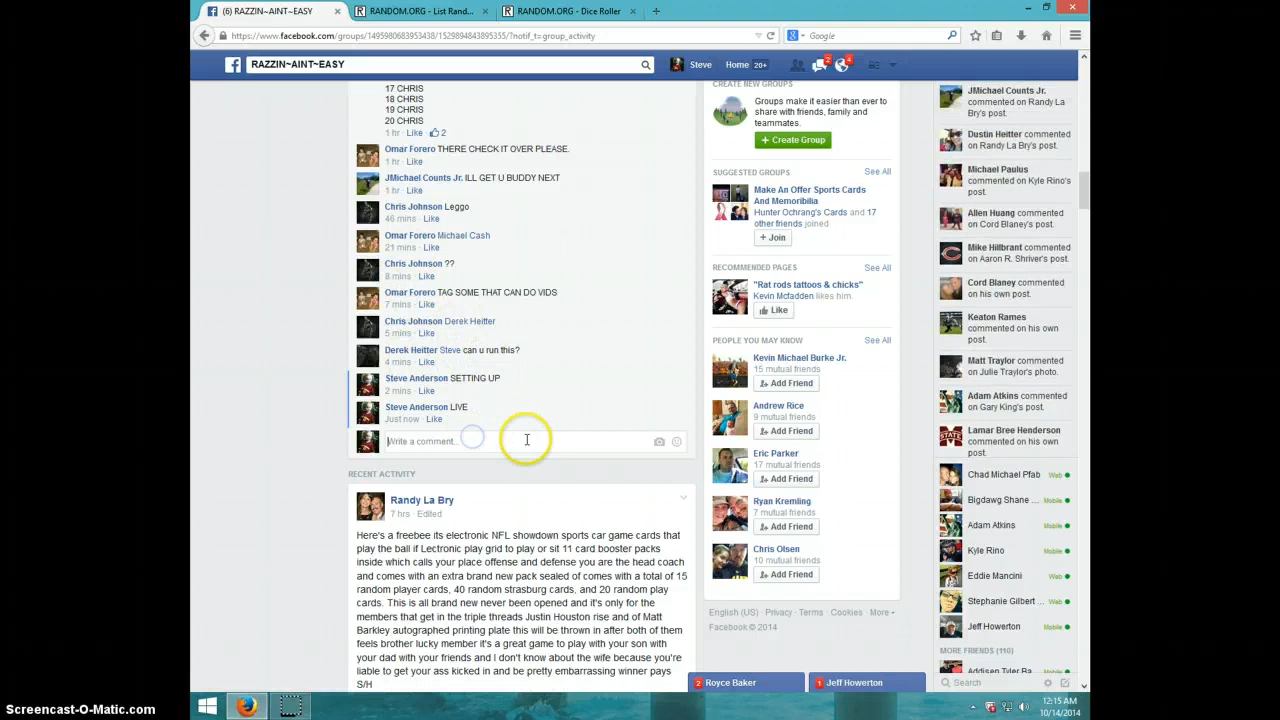 (6) RAZZIN~AINT~EASY
RANDOM.ORG - List Rand...
RANDOM.ORG - Dice Roller
https://www.facebook.com/groups/1495980683953438/1529894843895355/?notif_t=group_activity
Google
RAZZIN~AINT~EASY
Steve
Home 20+
2
4
17 CHRIS
18 CHRIS
19 CHRIS
20 CHRIS
1 hr · Like · 2
Omar Forero THERE CHECK IT OVER PLEASE.
1 hr · Like
JMichael Counts Jr. ILL GET U BUDDY NEXT
1 hr · Like
Chris Johnson Leggo
46 mins · Like
Omar Forero Michael Cash
21 mins · Like
Chris Johnson ??
8 mins · Like
Omar Forero TAG SOME THAT CAN DO VIDS
7 mins · Like
Chris Johnson Derek Heitter
5 mins · Like
Derek Heitter Steve can u run this?
4 mins · Like
Steve Anderson SETTING UP
2 mins · Like
Steve Anderson LIVE
Just now · Like
Write a comment...
RECENT ACTIVITY
Randy La Bry
7 hrs · Edited
Here's a freebee its electronic NFL showdown sports car game cards that
play the ball if Lectronic play grid to play or sit 11 card booster packs
inside which calls your place offense and defense you are the head coach
and comes with an extra brand new pack sealed of comes with a total of 15
random player cards, 40 random strasburg cards, and 20 random play
cards. This is all brand new never been opened and it's only for the
members that get in the triple threads Justin Houston rise and of Matt
Barkley autographed printing plate this will be thrown in after both of them
feels brother lucky member it's a great game to play with your son with
your dad with your friends and I don't know about the wife because you're
liable to get your ass kicked in and be pretty embarrassing winner pays
S/H
CREATE NEW GROUPS
Groups make it easier than ever to
share with friends, family and
teammates.
+ Create Group
SUGGESTED GROUPS
See All
Make An Offer Sports Cards
And Memoribilia
Hunter Ochrang's Cards and 17
other friends joined
+ Join
RECOMMENDED PAGES
See All
"Rat rods tattoos & chicks"
Kevin Mcfadden likes him.
Like
PEOPLE YOU MAY KNOW
See All
Kevin Michael Burke Jr.
15 mutual friends
Add Friend
Andrew Rice
9 mutual friends
Add Friend
Eric Parker
17 mutual friends
Add Friend
Ryan Kremling
7 mutual friends
Add Friend
Chris Olsen
10 mutual friends
Add Friend
English (US) · Privacy · Terms · Cookies · More
Facebook © 2014
JMichael Counts Jr.
commented on Randy La
Bry's post.
Dustin Heitter
commented on Randy La
Bry's post.
Michael Paulus
commented on Kyle Rino's
post.
Allen Huang commented
on Cord Blaney's post.
Mike Hillbrant commented
on Aaron R. Shriver's post.
Cord Blaney commented
on his own post.
Keaton Rames
commented on his own
post.
Matt Traylor commented
on Julie Traylor's photo.
Adam Atkins commented
on Gary King's post.
Lamar Bree Henderson
commented on his own
post.
Chad Michael Pfab Web
Bigdawg Shane ... Mobile
Adam Atkins Mobile
Kyle Rino Mobile
Eddie Mancini Web
Stephanie Gilbert ... Web
Jeff Howerton Mobile
MORE FRIENDS (110)
Addisen Tyler Ba...
Search
2 Royce Baker
1 Jeff Howerton
12:15 AM
10/14/2014
Screencast-O-Matic.com